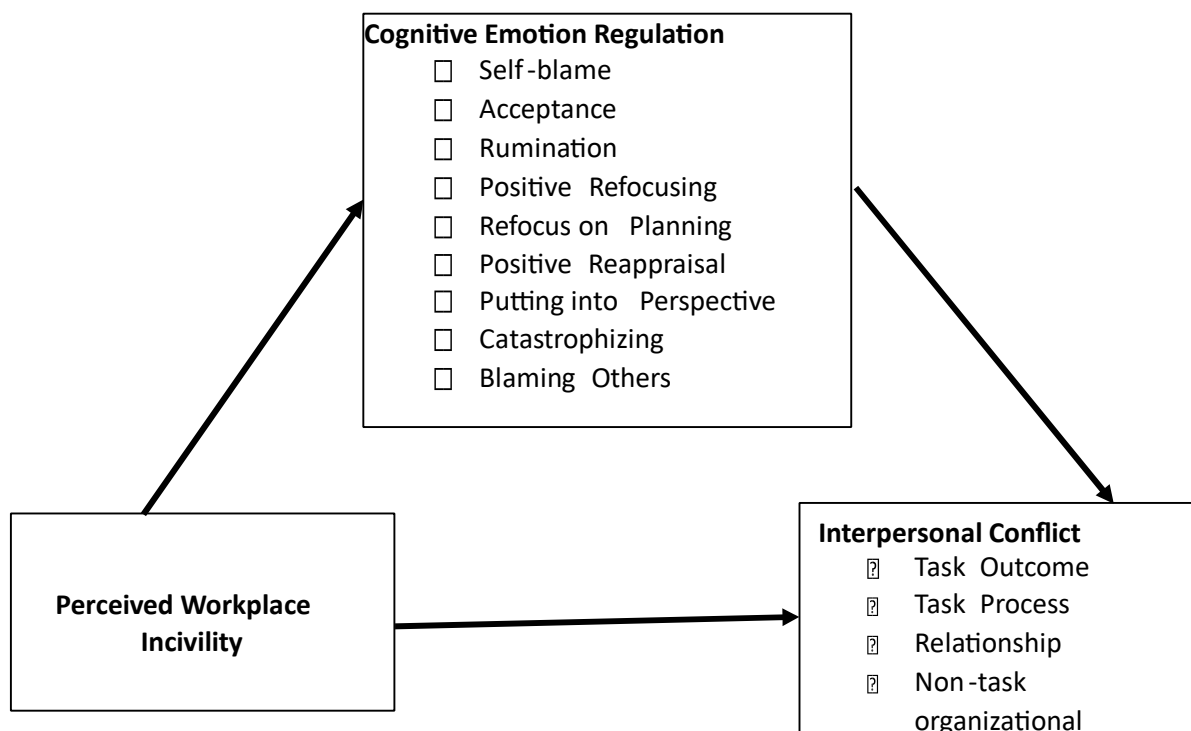 Cognitive Emotion Regulation
Self-blame
Acceptance
Rumination
Positive Refocusing
Refocus on Planning
Positive Reappraisal
Putting into Perspective
Catastrophizing
Blaming Others
Perceived Workplace
Incivility
Interpersonal Conflict
Task Outcome
Task Process
Relationship
Non-task
organizational